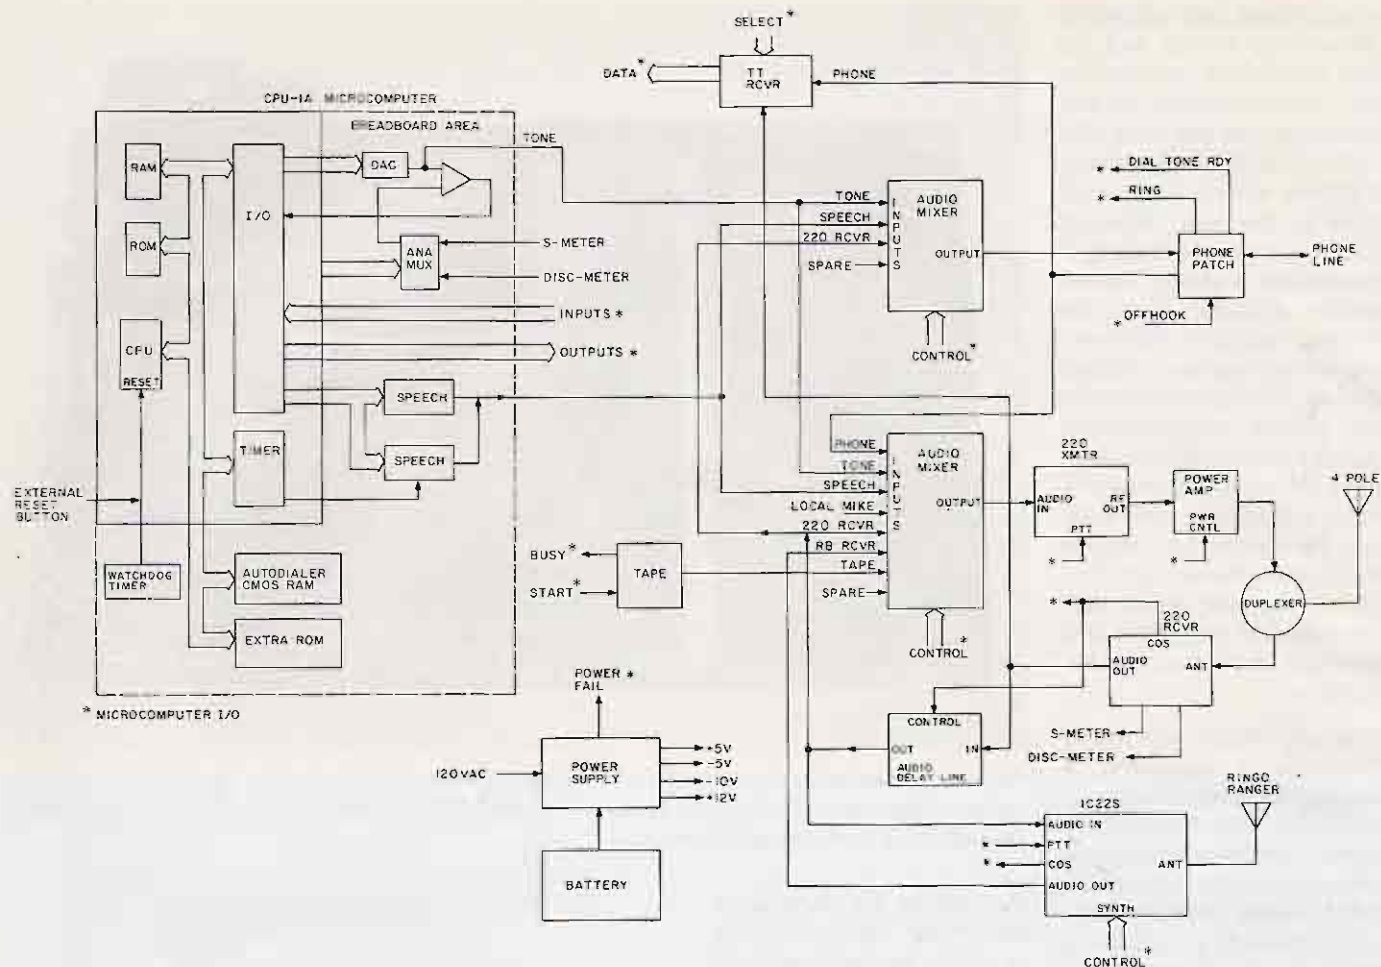 SELECT *
DATA *
TT
RCVR
PHONE
CPU-1A MICROCOMPUTER
BREADBOARD AREA
TONE
RAM
ROM
CPU
RESET
I/O
DAC
ANA
MUX
S-METER
DISC-METER
INPUTS *
OUTPUTS *
SPEECH
SPEECH
TIMER
EXTERNAL
RESET
BUTTON
WATCHDOG
TIMER
AUTODIALER
CMOS RAM
EXTRA ROM
* MICROCOMPUTER I/O
TONE
SPEECH
220 RCVR
SPARE
INPUTS
AUDIO
MIXER
OUTPUT
CONTROL *
* DIAL TONE RDY
* RING
PHONE
PATCH
PHONE
LINE
* OFFHOOK
PHONE
TONE
SPEECH
LOCAL MIKE
220 RCVR
RB RCVR
TAPE
SPARE
INPUTS
AUDIO
MIXER
OUTPUT
CONTROL *
BUSY *
START *
TAPE
220
XMTR
AUDIO
IN
RF
OUT
PTT
*
POWER
AMP
PWR
CNTL
*
4 POLE
DUPLEXER
*
220
RCVR
COS
AUDIO
OUT
ANT
S-METER
DISC-METER
CONTROL
OUT
IN
AUDIO
DELAY LINE
POWER *
FAIL
120VAC
POWER
SUPPLY
+5V
-5V
-10V
+12V
BATTERY
RINGO
RANGER
IC22S
AUDIO IN
* PTT
* COS
AUDIO OUT
ANT
SYNTH
CONTROL *